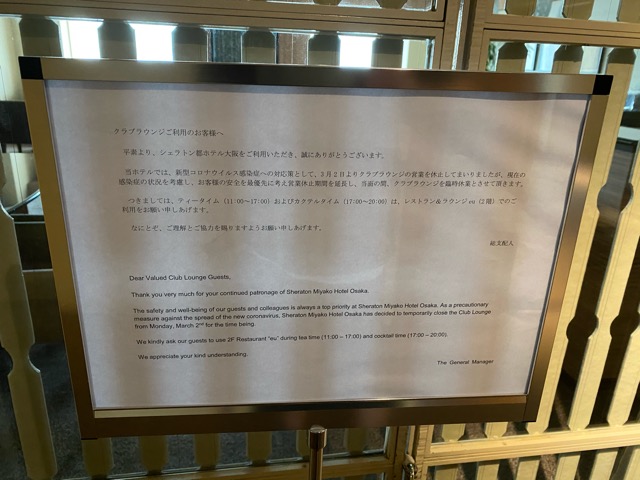 クラブラウンジご利用のお客様へ
平素より、シェラトン都ホテル大阪をご利用いただき、誠にありがとうございます。
当ホテルでは、新型コロナウイルス感染症への対応策として、3月2日よりクラブラウンジの営業を休止してまいりましたが、現在の
感染症の状況を考慮し、お客様の安全を最優先に考え営業休止期間を延長し、当面の間、クラブラウンジを臨時休業とさせて頂きます。
つきましては、ティータイム（11:00～17:00）およびカクテルタイム（17:00～20:00）は、レストラン&ラウンジ eu（2階）でのご
利用をお願い申しあげます。
なにとぞ、ご理解とご協力を賜りますようお願い申しあげます。
総支配人
Dear Valued Club Lounge Guests,
Thank you very much for your continued patronage of Sheraton Miyako Hotel Osaka.
The safety and well-being of our guests and colleagues is always a top priority at Sheraton Miyako Hotel Osaka. As a precautionary
measure against the spread of the new coronavirus, Sheraton Miyako Hotel Osaka has decided to temporarily close the Club Lounge
from Monday, March 2nd for the time being.
We kindly ask our guests to use 2F Restaurant "eu" during tea time (11:00 – 17:00) and cocktail time (17:00 – 20:00).
We appreciate your kind understanding.
The General Manager